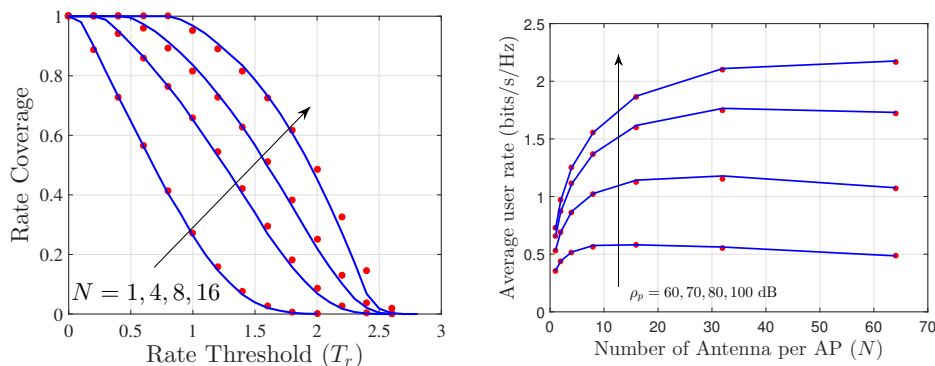 1
0.8
0.6
0.4
0.2
0
Rate Coverage
N = 1, 4, 8, 16
0 0.5 1 1.5 2 2.5 3
Rate Threshold (T_r)
2.5
2
1.5
1
0.5
0
Average user rate (bits/s/Hz)
ρ_p = 60, 70, 80, 100 dB
0 10 20 30 40 50 60 70
Number of Antenna per AP (N)